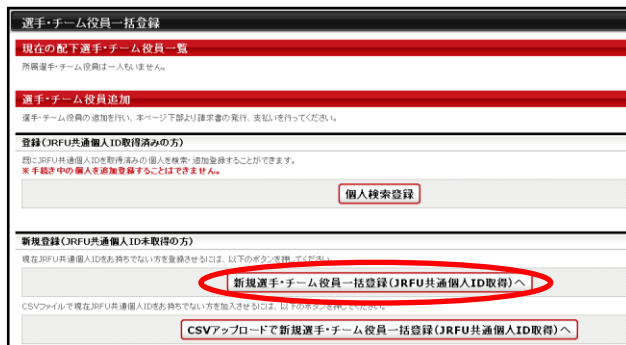 選手・チーム役員一括登録
現在の配下選手・チーム役員一覧
所属選手・チーム役員は一人もいません。
選手・チーム役員追加
選手・チーム役員の追加を行い、本ページ下部より請求書の発行、支払いを行ってください。
登録(JRFU共通個人ID取得済みの方)
既にJRFU共通個人IDを取得済みの個人を検索・追加登録することができます。
※手続き中の個人を追加登録することはできません。
個人検索登録
新規登録(JRFU共通個人ID未取得の方)
現在JRFU共通個人IDをお持ちでない方を登録させるには、以下のボタンを押してください。
新規選手・チーム役員一括登録(JRFU共通個人ID取得)へ
CSVファイルで現在JRFU共通個人IDをお持ちでない方を加入させるには、以下のボタンを押してください。
CSVアップロードで新規選手・チーム役員一括登録(JRFU共通個人ID取得)へ